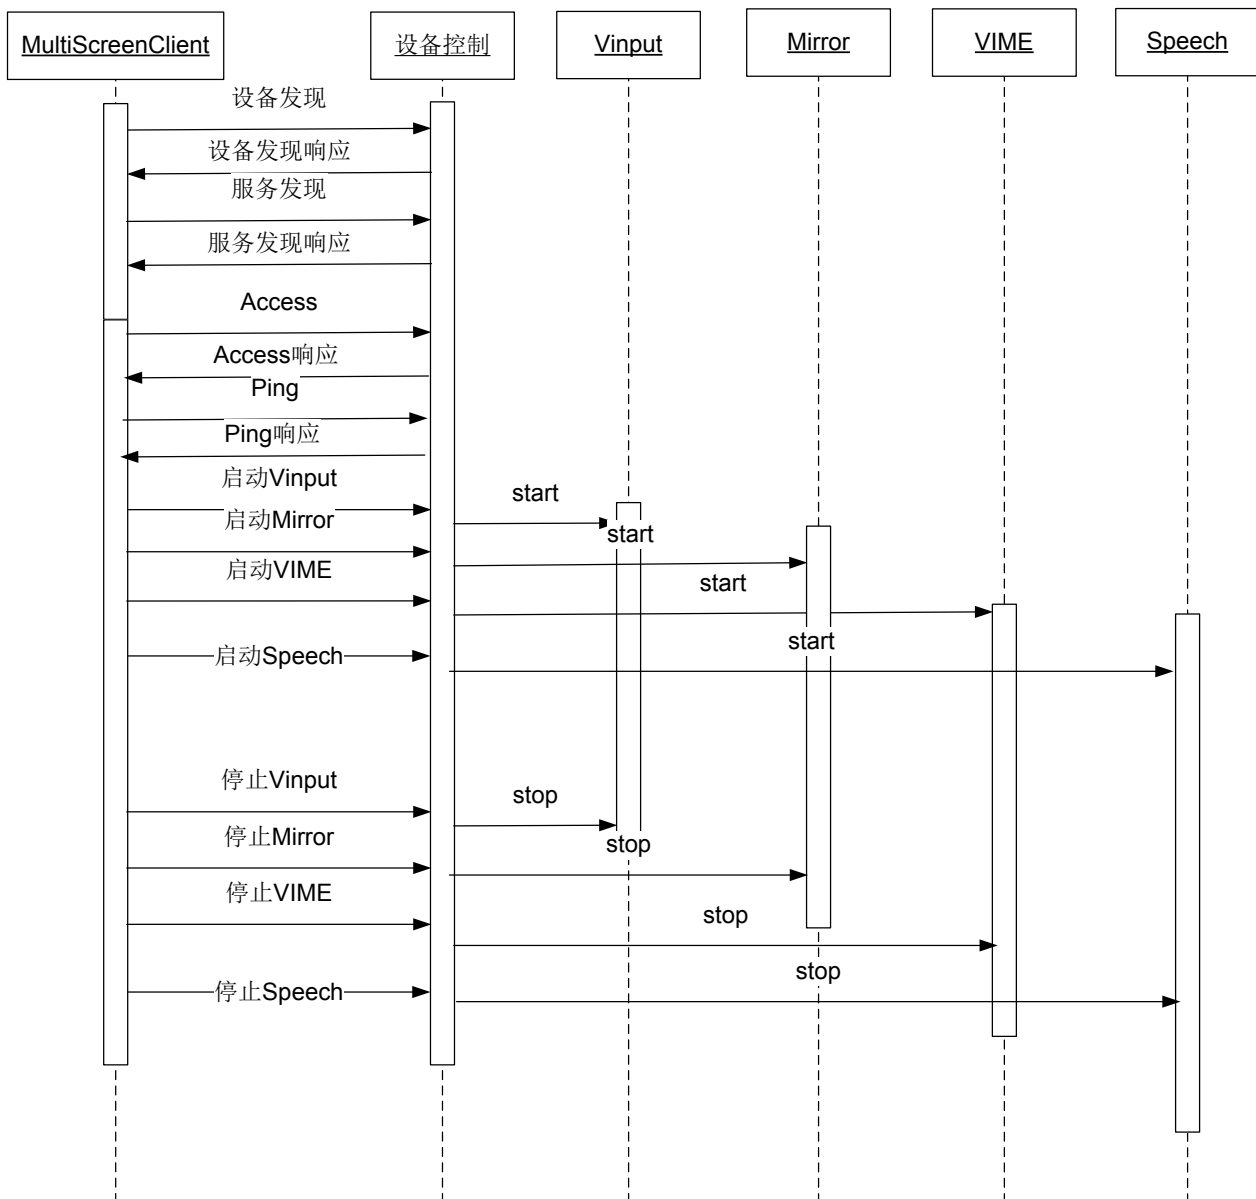 MultiScreenClient
设备控制
Vinput
Mirror
VIME
Speech
设备发现
设备发现响应
服务发现
服务发现响应
Access
Access响应
Ping
Ping响应
启动Vinput
start
启动Mirror
start
启动VIME
start
启动Speech
start
停止Vinput
stop
停止Mirror
stop
停止VIME
stop
停止Speech
stop